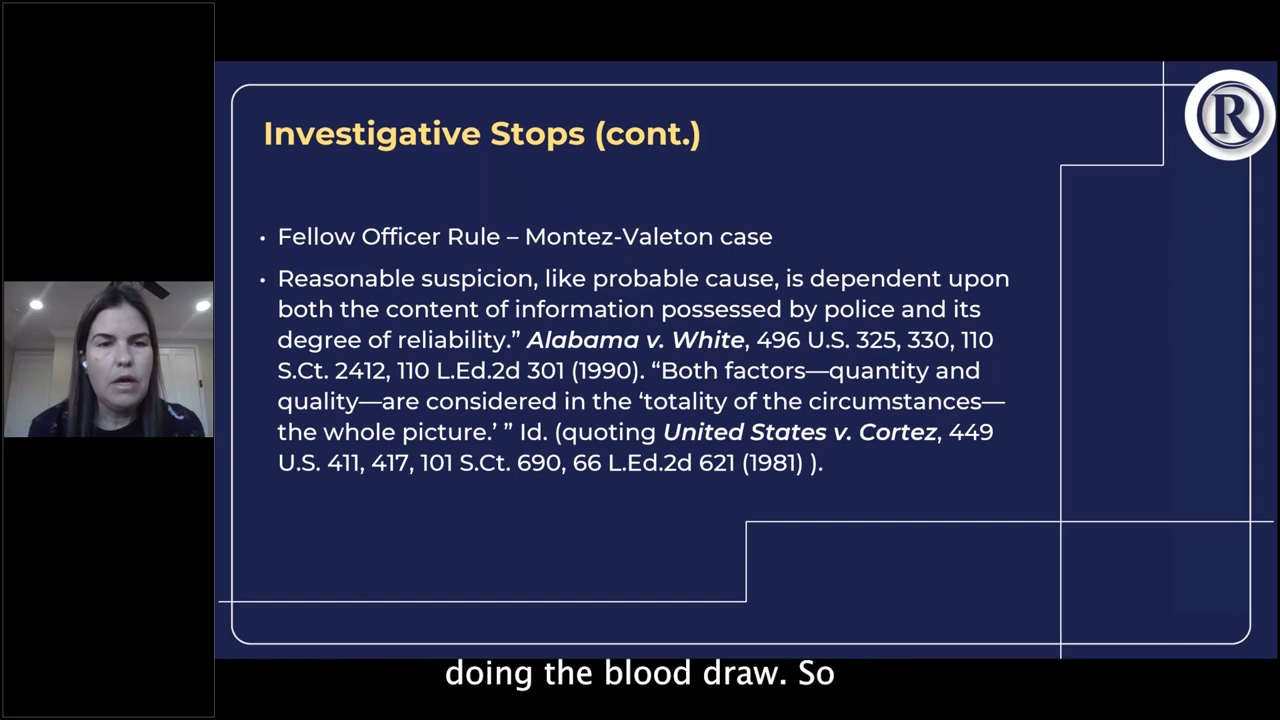 R
Investigative Stops (cont.)
• Fellow Officer Rule – Montez-Valeton case
• Reasonable suspicion, like probable cause, is dependent upon
both the content of information possessed by police and its
degree of reliability.” Alabama v. White, 496 U.S. 325, 330, 110
S.Ct. 2412, 110 L.Ed.2d 301 (1990). “Both factors—quantity and
quality—are considered in the ‘totality of the circumstances—
the whole picture.’ ” Id. (quoting United States v. Cortez, 449
U.S. 411, 417, 101 S.Ct. 690, 66 L.Ed.2d 621 (1981) ).
doing the blood draw. So